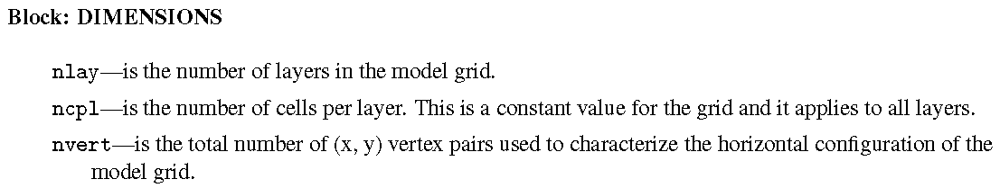 Block: DIMENSIONS
nlay—is the number of layers in the model grid.
ncpl—is the number of cells per layer. This is a constant value for the grid and it applies to all layers.
nvert—is the total number of (x, y) vertex pairs used to characterize the horizontal configuration of the
model grid.